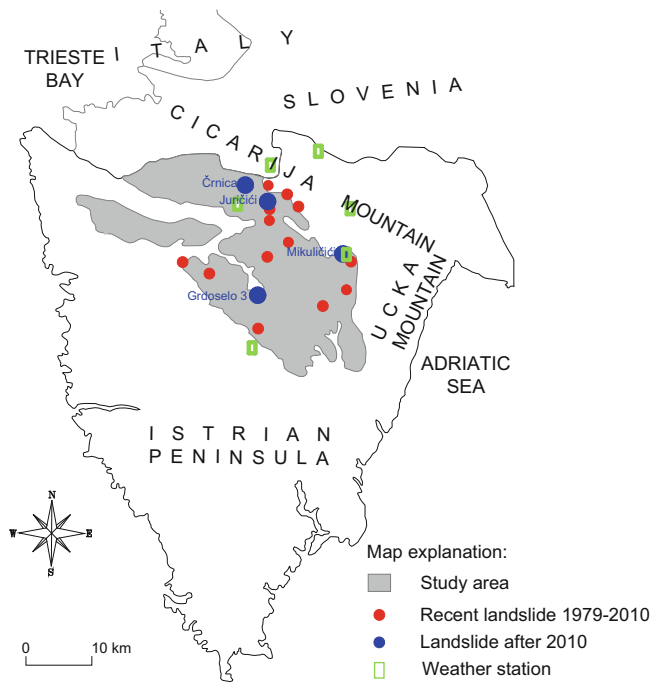 I T A L Y
TRIESTE
BAY
S L O V E N I A
C I C A R I J A
MOUNTAIN
Črnica
Juričići
Mikuličići
Grdoselo 3
U C K A
MOUNTAIN
ADRIATIC
SEA
I S T R I A N
P E N I N S U L A
N
W E
S
Map explanation:
Study area
Recent landslide 1979-2010
Landslide after 2010
Weather station
0 10 km